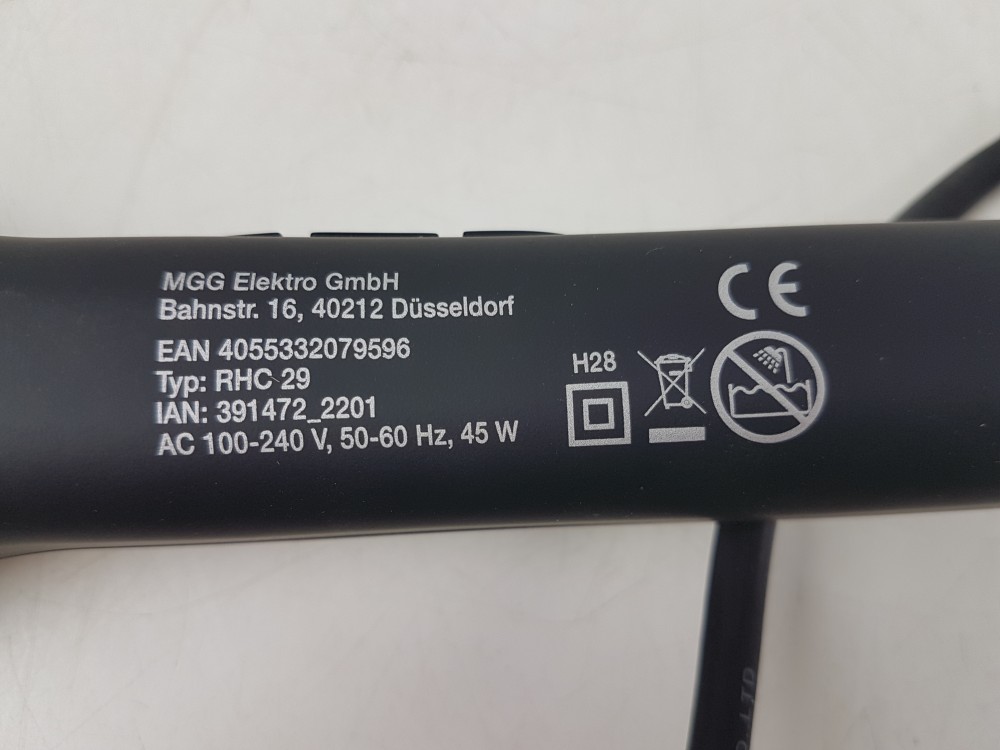 MGG Elektro GmbH
Bahnstr. 16, 40212 Düsseldorf
EAN 4055332079596
Typ: RHC 29
IAN: 391472_2201
AC 100-240 V, 50-60 Hz, 45 W
H28
CE